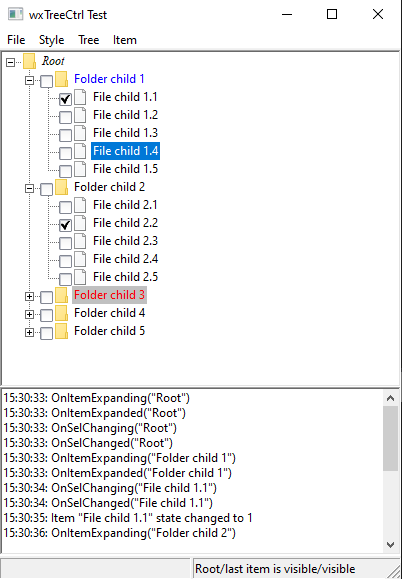 wxTreeCtrl Test
File Style Tree Item
Root
Folder child 1
File child 1.1
File child 1.2
File child 1.3
File child 1.4
File child 1.5
Folder child 2
File child 2.1
File child 2.2
File child 2.3
File child 2.4
File child 2.5
Folder child 3
Folder child 4
Folder child 5
15:30:33: OnItemExpanding("Root")
15:30:33: OnItemExpanded("Root")
15:30:33: OnSelChanging("Root")
15:30:33: OnSelChanged("Root")
15:30:33: OnItemExpanding("Folder child 1")
15:30:33: OnItemExpanded("Folder child 1")
15:30:34: OnSelChanging("File child 1.1")
15:30:34: OnSelChanged("File child 1.1")
15:30:35: Item "File child 1.1" state changed to 1
15:30:36: OnItemExpanding("Folder child 2")
Root/last item is visible/visible